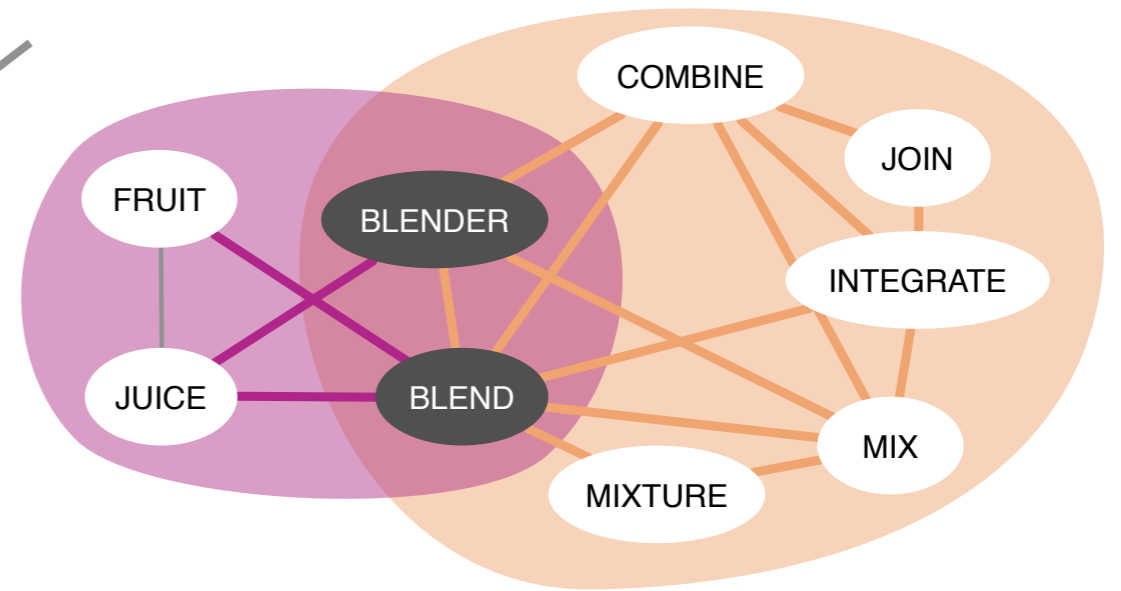 COMBINE
JOIN
FRUIT
BLENDER
INTEGRATE
JUICE
BLEND
MIX
MIXTURE